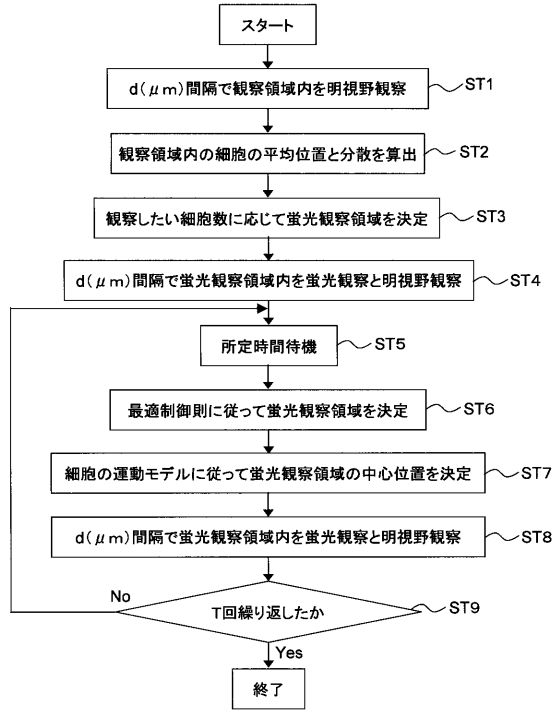 スタート
d(μm)間隔で観察領域内を明視野観察
ST1
観察領域内の細胞の平均位置と分散を算出
ST2
観察したい細胞数に応じて蛍光観察領域を決定
ST3
d(μm)間隔で蛍光観察領域内を蛍光観察と明視野観察
ST4
所定時間待機
ST5
最適制御則に従って蛍光観察領域を決定
ST6
細胞の運動モデルに従って蛍光観察領域の中心位置を決定
ST7
d(μm)間隔で蛍光観察領域内を蛍光観察と明視野観察
ST8
No
T回繰り返したか
ST9
Yes
終了